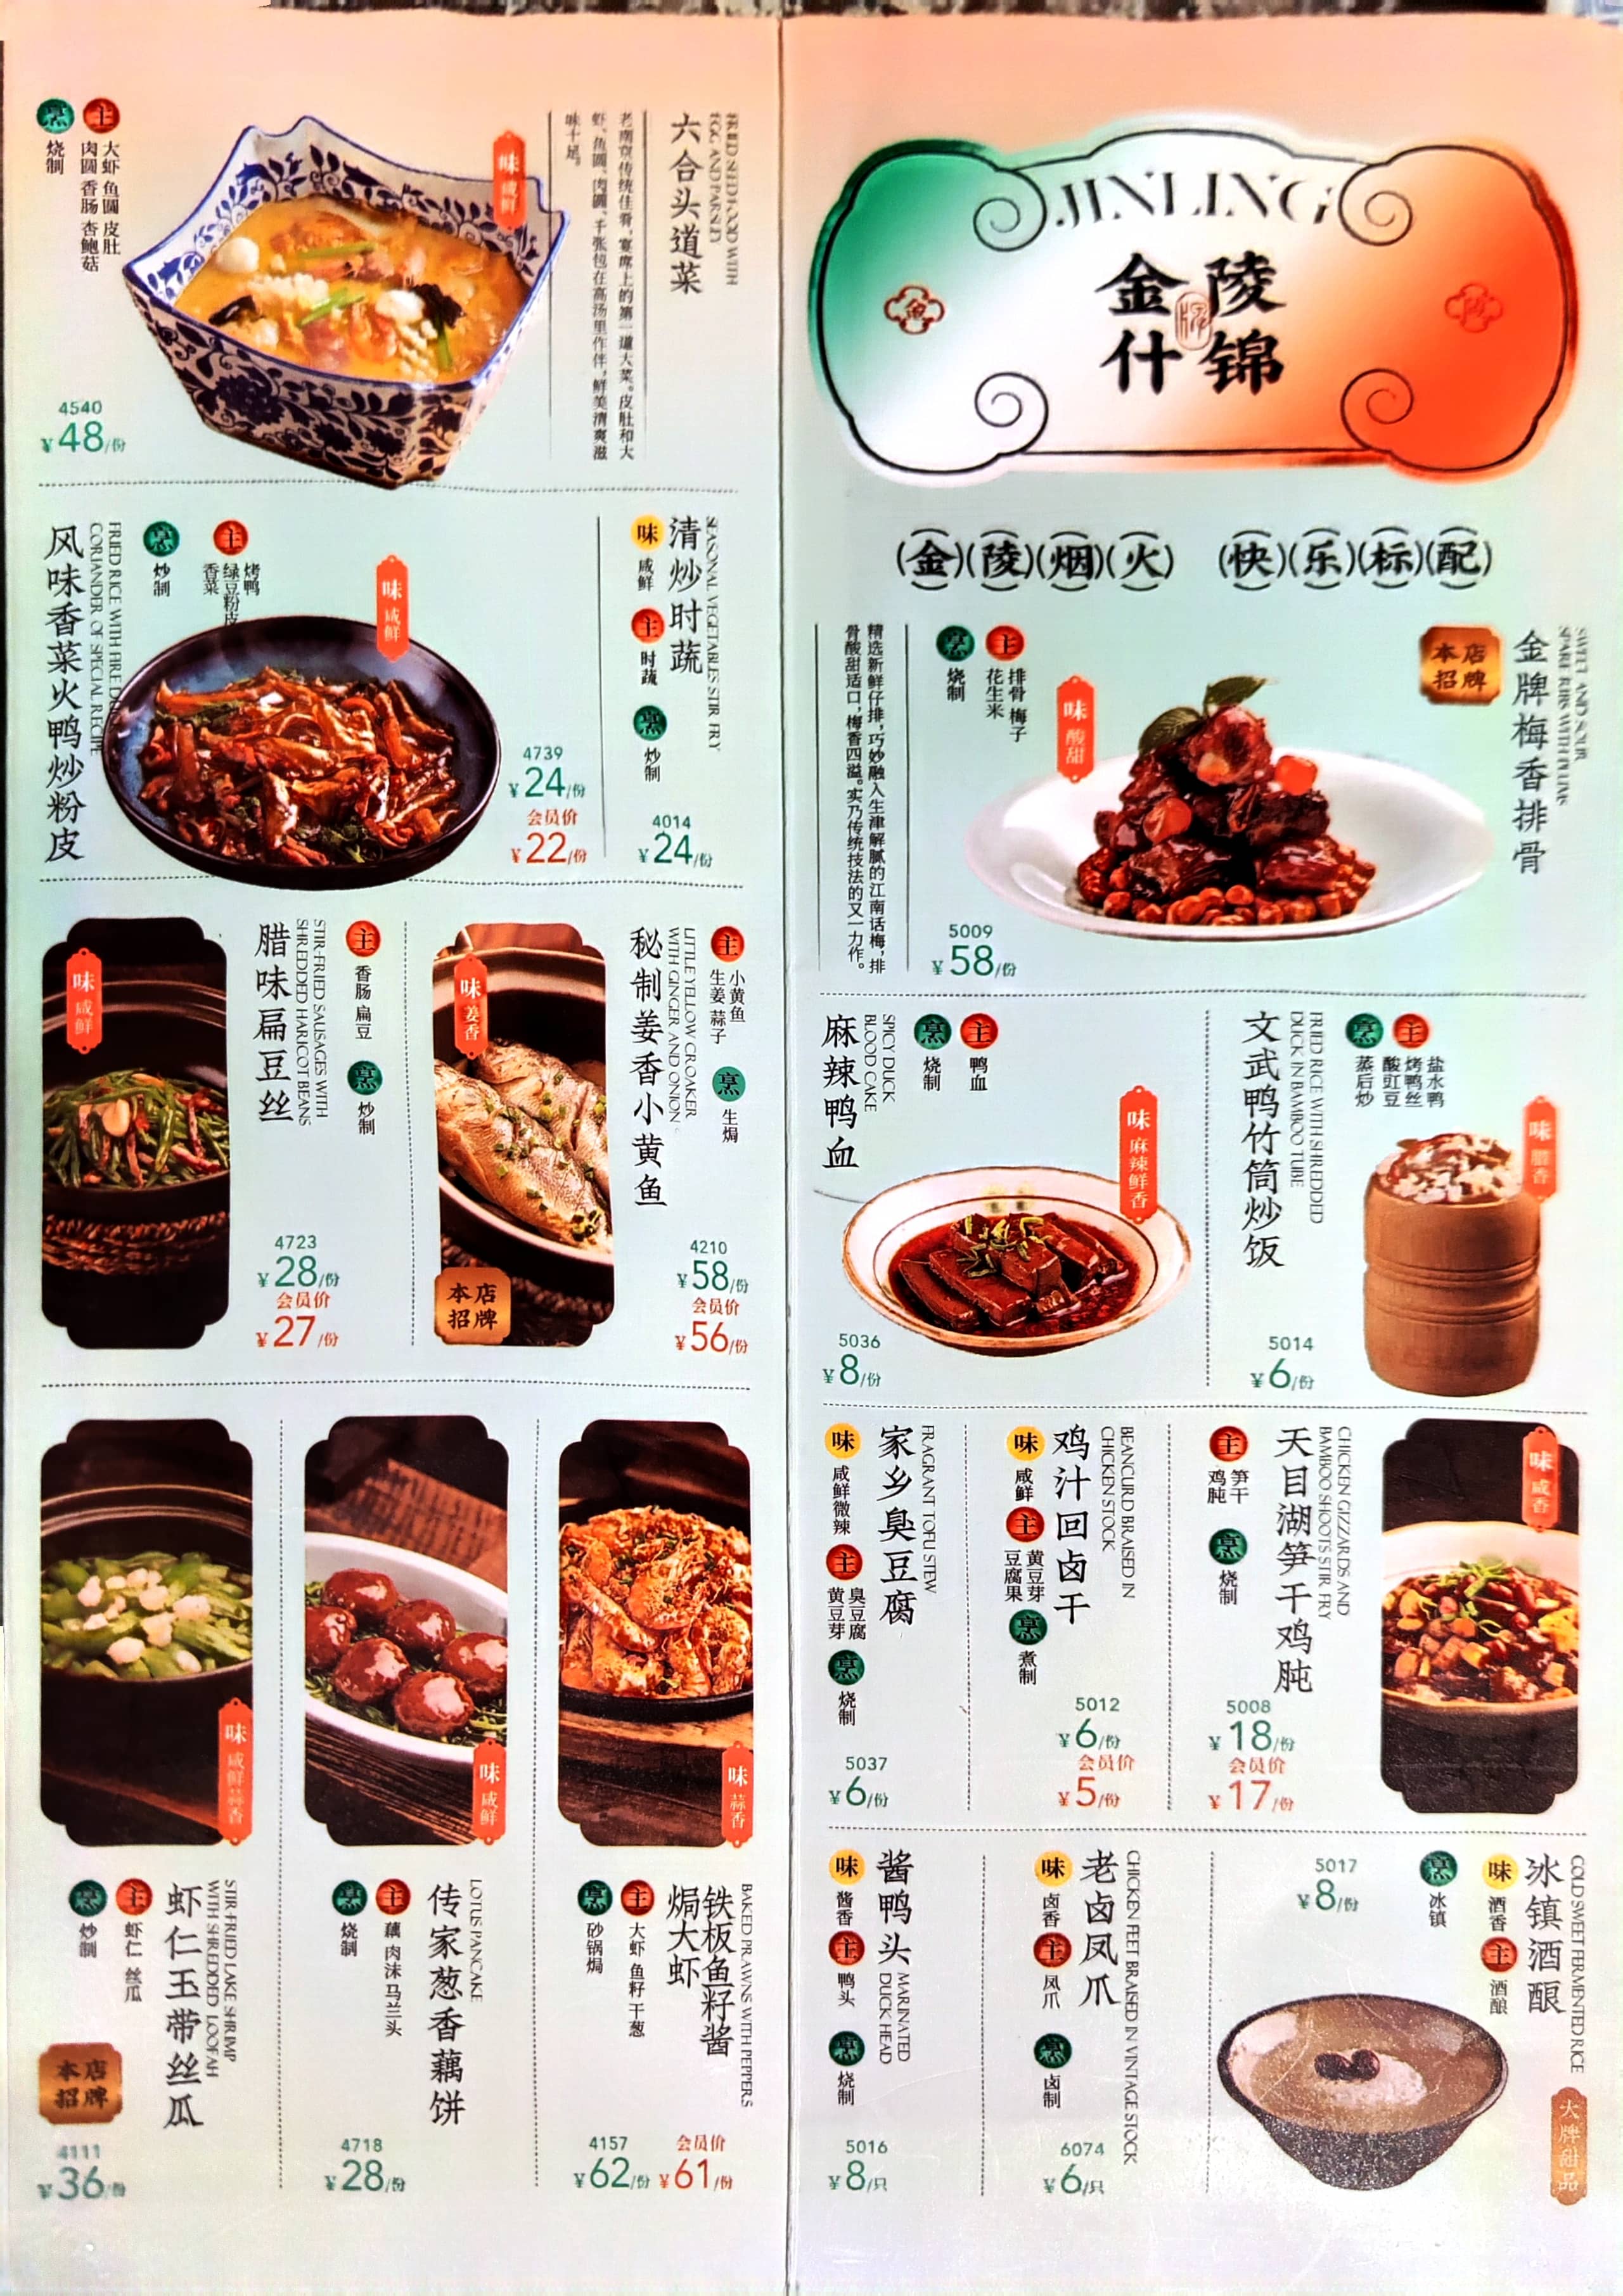 FRIED SEEDFOOD WITH
EGG AND PARSLEY
六合头道菜
老南京传统佳肴,宴席上的第一道大菜。皮肚和大
虾、鱼圆、肉圆、千张包在高汤里作伴,鲜美清爽滋
味十足。
味 咸鲜
主
大虾 鱼圆 皮肚
肉圆 香肠 杏鲍菇
烹
烧制
4540
¥48/份
FRIED RICE WITH FIRE DUCK
CORIANDER OF SPECIAL RECIPE
风味香菜火鸭炒粉皮
主
烤鸭
绿豆粉皮
香菜
烹
炒制
味 咸鲜
4739
¥24/份
会员价
¥22/份
SEASONAL VEGETABLES STIR FRY
清炒时蔬
味
咸鲜
主
时蔬
烹
炒制
4014
¥24/份
味 咸鲜
STIR-FRIED SAUSAGES WITH
SHREDDED HARICOT BEANS
腊味扁豆丝
主
香肠 扁豆
烹
炒制
4723
¥28/份
会员价
¥27/份
味 姜香
本店
招牌
LITTLE YELLOW CROAKER
WITH GINGER AND ONION
秘制姜香小黄鱼
主
小黄鱼
生姜 蒜子
烹
生焗
4210
¥58/份
会员价
¥56/份
味 咸鲜蒜香
STIR-FRIED LAKE SHRIMP
WITH SHREDDED LOOFAH
虾仁玉带丝瓜
主
虾仁 丝瓜
烹
炒制
本店
招牌
4111
¥36/份
味 咸鲜
LOTUS PANCAKE
传家葱香藕饼
主
藕 肉沫 马兰头
烹
烧制
4718
¥28/份
味 蒜香
BAKED PRAWNS WITH PEPPERS
铁板鱼籽酱
焗大虾
主
大虾 鱼籽 干葱
烹
砂锅焗
4157
¥62/份
会员价
¥61/份
JINLING
金陵
什锦
(金)(陵)(烟)(火) (快)(乐)(标)(配)
SWEET AND SOUR
SPARE RIBS WITH PLUMS
金牌梅香排骨
本店
招牌
味 酸甜
主
排骨 梅子
花生米
烹
烧制
精选新鲜仔排,巧妙融入生津解腻的江南话梅,排
骨酸甜适口,梅香四溢。实乃传统技法的又一力作。
5009
¥58/份
SPICY DUCK
BLOOD CAKE
麻辣鸭血
主
鸭血
烹
烧制
味 麻辣鲜香
5036
¥8/份
FRIED RICE WITH SHREDDED
DUCK IN BAMBOO TUBE
文武鸭竹筒炒饭
主
盐水鸭
烤鸭丝
酸豇豆
烹
蒸后炒
味 腊香
5014
¥6/份
FRAGRANT TOFU STEW
家乡臭豆腐
味
咸鲜微辣
主
臭豆腐
黄豆芽
烹
烧制
5037
¥6/份
BEANCURD BRAISED IN
CHICKEN STOCK
鸡汁回卤干
味
咸鲜
主
黄豆芽
豆腐果
烹
煮制
5012
¥6/份
会员价
¥5/份
CHICKEN GIZZARDS AND
BAMBOO SHOOTS STIR FRY
天目湖笋干鸡肫
主
笋干
鸡肫
烹
烧制
味 咸香
5008
¥18/份
会员价
¥17/份
酱鸭头
MARINATED
DUCK HEAD
味
酱香
主
鸭头
烹
烧制
5016
¥8/只
CHICKEN FEET BRAISED IN VINTAGE STOCK
老卤凤爪
味
卤香
主
凤爪
烹
卤制
6074
¥6/只
COLD SWEET FERMENTED RICE
冰镇酒酿
味
酒香
主
酒酿
烹
冰镇
5017
¥8/份
大牌甜品